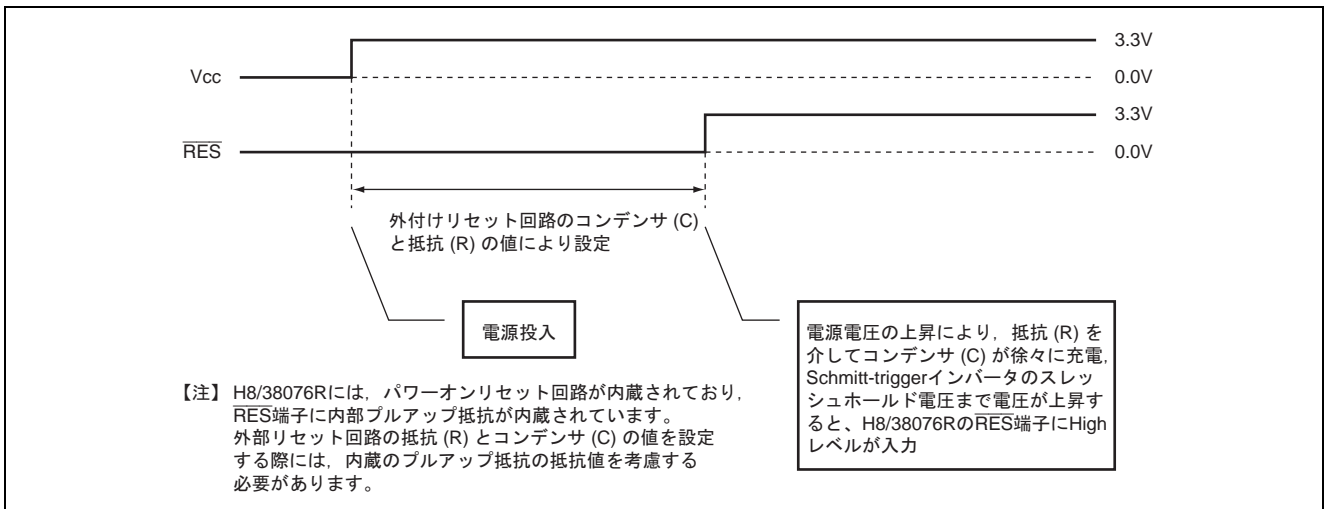 3.3V
Vcc
0.0V
3.3V
RES
0.0V
外付けリセット回路のコンデンサ (C)
と抵抗 (R) の値により設定
電源投入
電源電圧の上昇により，抵抗 (R) を
介してコンデンサ (C) が徐々に充電,
Schmitt-triggerインバータのスレッ
シュホールド電圧まで電圧が上昇す
ると、H8/38076RのRES端子にHigh
レベルが入力
【注】 H8/38076Rには，パワーオンリセット回路が内蔵されており，
RES端子に内部プルアップ抵抗が内蔵されています。
外部リセット回路の抵抗 (R) とコンデンサ (C) の値を設定
する際には，内蔵のプルアップ抵抗の抵抗値を考慮する
必要があります。